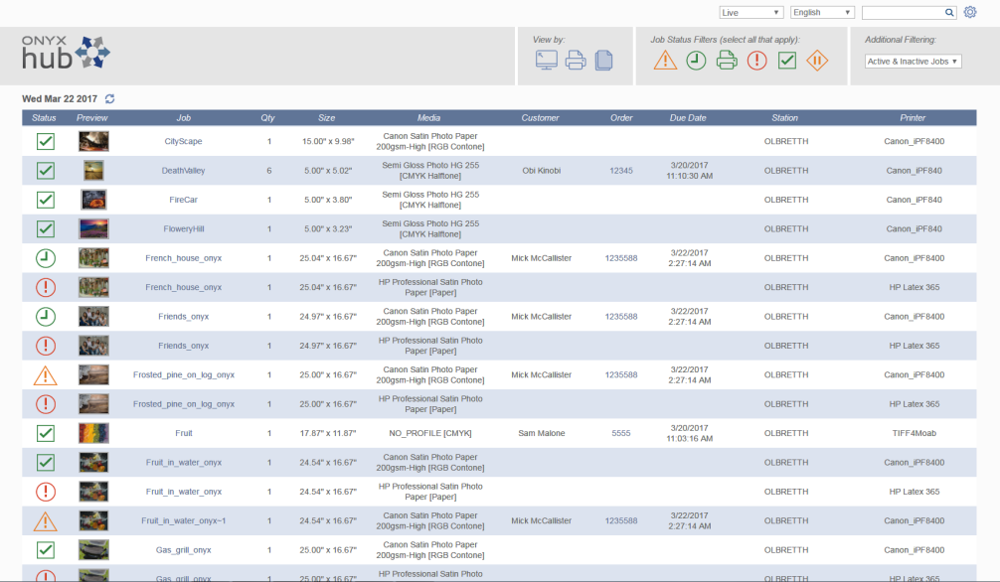 Live English
ONYX
hub
View by:
Job Status Filters (select all that apply):
Additional Filtering:
Active & Inactive Jobs
Wed Mar 22 2017
Status Preview Job Qty Size Media Customer Order Due Date Station Printer
CityScape 1 15.00" x 9.98" Canon Satin Photo Paper OLBRETTH Canon_iPF8400
200gsm-High [RGB Contone]
DeathValley 6 5.00" x 5.02" Semi Gloss Photo HG 255 Obi Kinobi 12345 3/20/2017 OLBRETTH Canon_iPF840
[CMYK Halftone] 11:10:30 AM
FireCar 1 5.00" x 3.80" Semi Gloss Photo HG 255 OLBRETTH Canon_iPF840
[CMYK Halftone]
FloweryHill 1 5.00" x 3.23" Semi Gloss Photo HG 255 OLBRETTH Canon_iPF840
[CMYK Halftone]
French_house_onyx 1 25.04" x 16.67" Canon Satin Photo Paper Mick McCallister 1235588 3/22/2017 OLBRETTH Canon_iPF8400
200gsm-High [RGB Contone] 2:27:14 AM
French_house_onyx 1 25.04" x 16.67" HP Professional Satin Photo OLBRETTH HP Latex 365
Paper [Paper]
Friends_onyx 1 24.97" x 16.67" Canon Satin Photo Paper Mick McCallister 1235588 3/22/2017 OLBRETTH Canon_iPF8400
200gsm-High [RGB Contone] 2:27:14 AM
Friends_onyx 1 24.97" x 16.67" HP Professional Satin Photo OLBRETTH HP Latex 365
Paper [Paper]
Frosted_pine_on_log_onyx 1 25.00" x 16.67" Canon Satin Photo Paper Mick McCallister 1235588 3/22/2017 OLBRETTH Canon_iPF8400
200gsm-High [RGB Contone] 2:27:14 AM
Frosted_pine_on_log_onyx 1 25.00" x 16.67" HP Professional Satin Photo OLBRETTH HP Latex 365
Paper [Paper]
Fruit 1 17.87" x 11.87" NO_PROFILE [CMYK] Sam Malone 5555 3/20/2017 OLBRETTH TIFF4Moab
11:03:16 AM
Fruit_in_water_onyx 1 24.54" x 16.67" Canon Satin Photo Paper OLBRETTH Canon_iPF8400
200gsm-High [RGB Contone]
Fruit_in_water_onyx 1 24.54" x 16.67" HP Professional Satin Photo OLBRETTH HP Latex 365
Paper [Paper]
Fruit_in_water_onyx~1 1 24.54" x 16.67" Canon Satin Photo Paper Mick McCallister 1235588 3/22/2017 OLBRETTH Canon_iPF8400
200gsm-High [RGB Contone] 2:27:14 AM
Gas_grill_onyx 1 25.00" x 16.67" Canon Satin Photo Paper OLBRETTH Canon_iPF8400
200gsm-High [RGB Contone]
Gas_grill_onyx 1 25.00" x 16.67" HP Professional Satin Photo OLBRETTH HP Latex 365